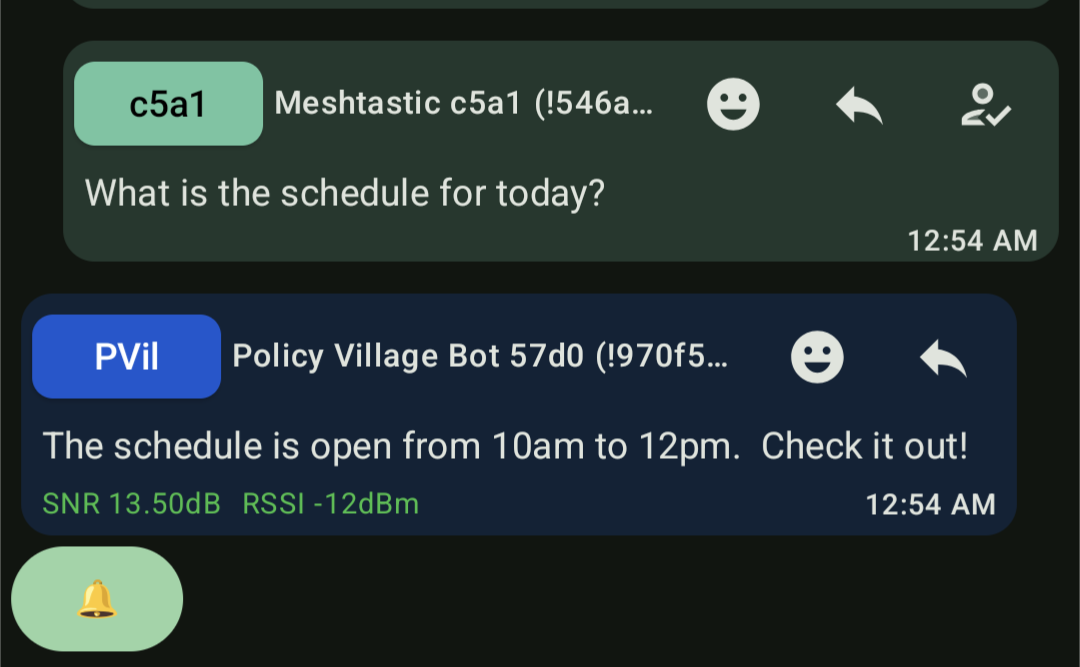 c5a1 Meshtastic c5a1 (!546a…
What is the schedule for today?
12:54 AM
PVil Policy Village Bot 57d0 (!970f5…
The schedule is open from 10am to 12pm.  Check it out!
SNR 13.50dB RSSI -12dBm 12:54 AM